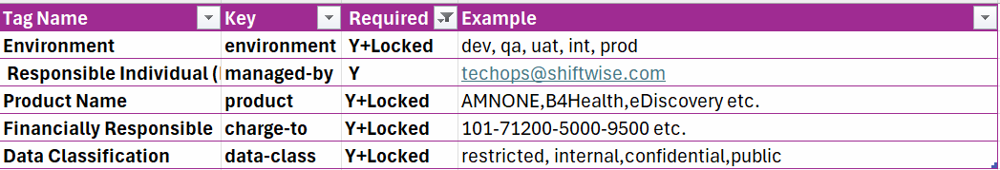 Tag Name Key Required Example
Environment environment Y+Locked dev, qa, uat, int, prod
Responsible Individual ( managed-by Y techops@shiftwise.com
Product Name product Y+Locked AMNONE,B4Health,eDiscovery etc.
Financially Responsible charge-to Y+Locked 101-71200-5000-9500 etc.
Data Classification data-class Y+Locked restricted, internal,confidential,public